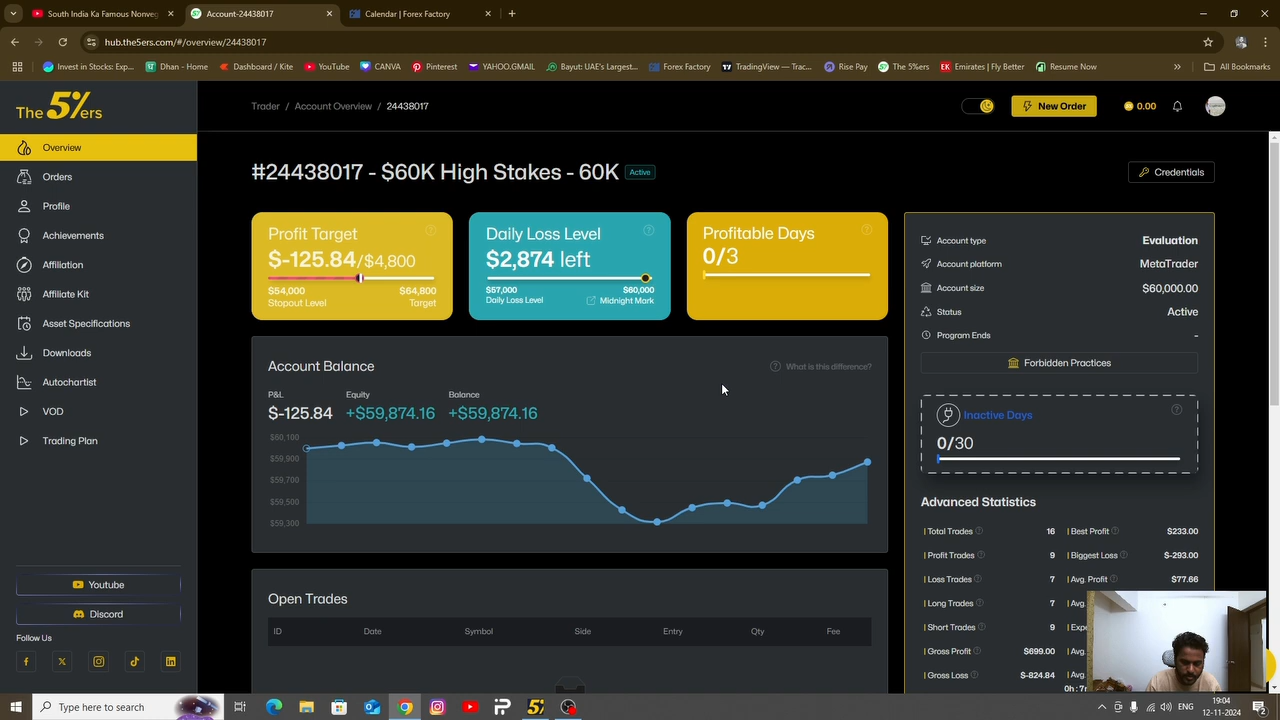 South India Ka Famous Nonveg
Account-24438017
Calendar | Forex Factory
hub.the5ers.com/#/overview/24438017
Invest in Stocks: Exp...
Dhan - Home
Dashboard / Kite
YouTube
CANVA
Pinterest
YAHOO.GMAIL
Bayut: UAE's Largest...
Forex Factory
TradingView — Trac...
Rise Pay
The 5%ers
Emirates | Fly Better
Resume Now
All Bookmarks
The 5%ers
Trader / Account Overview / 24438017
New Order
0.00
Overview
Orders
Profile
Achievements
Affiliation
Affiliate Kit
Asset Specifications
Downloads
Autochartist
VOD
Trading Plan
Youtube
Discord
Follow Us
#24438017 - $60K High Stakes - 60K
Active
Credentials
Profit Target
$-125.84/$4,800
$54,000
$64,800
Stopout Level
Target
Daily Loss Level
$2,874 left
$57,000
$60,000
Daily Loss Level
Midnight Mark
Profitable Days
0/3
Account type
Evaluation
Account platform
MetaTrader
Account size
$60,000.00
Status
Active
Program Ends
-
Forbidden Practices
Inactive Days
0/30
Account Balance
What is this difference?
P&L
Equity
Balance
$-125.84
+$59,874.16
+$59,874.16
$60,100
$59,900
$59,700
$59,500
$59,300
Advanced Statistics
Total Trades 16
Best Profit $233.00
Profit Trades 9
Biggest Loss $-293.00
Loss Trades 7
Avg. Profit $77.66
Long Trades 7
Avg.
Short Trades 9
Gross Profit $699.00
Avg.
Gross Loss $-824.84
Avg.
Open Trades
ID
Date
Symbol
Side
Entry
Qty
Fee
Type here to search
ENG
19:04
12-11-2024